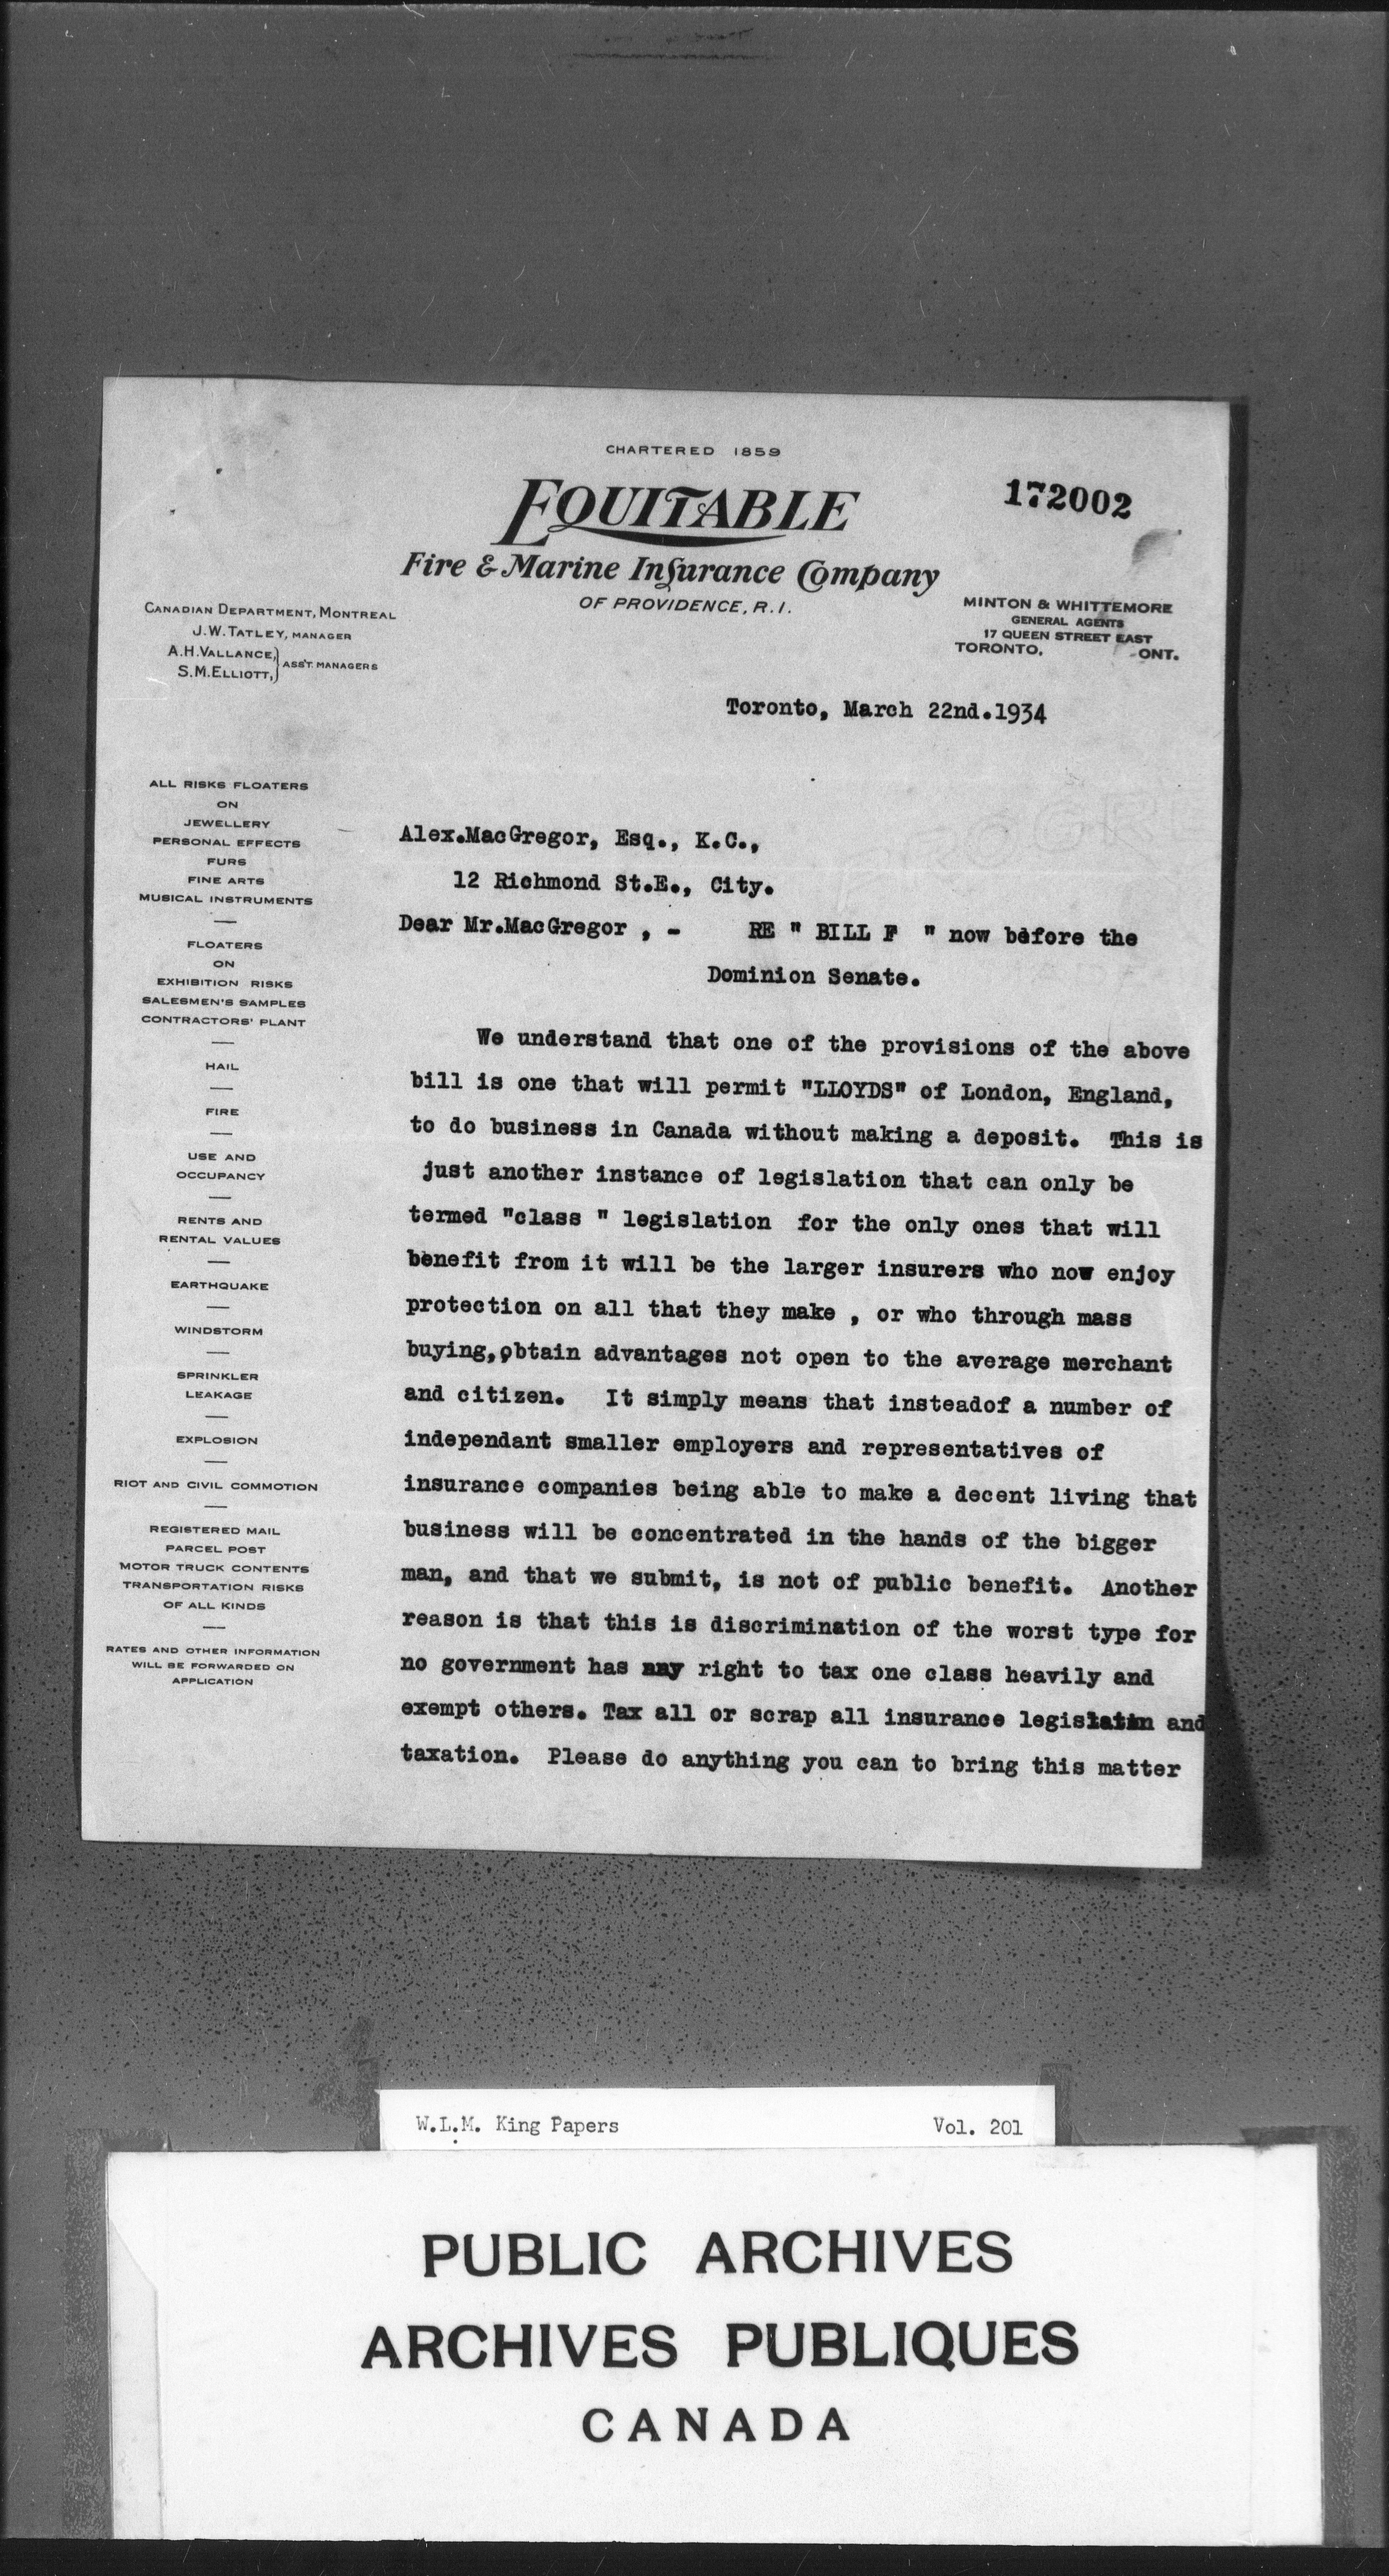 CHARTERED 1859
EQUITABLE
172002
Fire & Marine Insurance Company
OF PROVIDENCE, R.I.
CANADIAN DEPARTMENT, MONTREAL
J.W. TATLEY, MANAGER
A.H. VALLANCE,
S.M. ELLIOTT,
ASS'T. MANAGERS
MINTON & WHITTEMORE
GENERAL AGENTS
17 QUEEN STREET EAST
TORONTO, ONT.
Toronto, March 22nd.1934
ALL RISKS FLOATERS
ON
JEWELLERY
PERSONAL EFFECTS
FURS
FINE ARTS
MUSICAL INSTRUMENTS
FLOATERS
ON
EXHIBITION RISKS
SALESMEN'S SAMPLES
CONTRACTORS' PLANT
HAIL
FIRE
USE AND
OCCUPANCY
RENTS AND
RENTAL VALUES
EARTHQUAKE
WINDSTORM
SPRINKLER
LEAKAGE
EXPLOSION
RIOT AND CIVIL COMMOTION
REGISTERED MAIL
PARCEL POST
MOTOR TRUCK CONTENTS
TRANSPORTATION RISKS
OF ALL KINDS
RATES AND OTHER INFORMATION
WILL BE FORWARDED ON
APPLICATION
Alex.MacGregor, Esq., K.C.,
12 Richmond St.E., City.
Dear Mr.MacGregor , - RE " BILL F " now before the
Dominion Senate.
We understand that one of the provisions of the above
bill is one that will permit "LLOYDS" of London, England,
to do business in Canada without making a deposit. This is
just another instance of legislation that can only be
termed "class " legislation for the only ones that will
benefit from it will be the larger insurers who now enjoy
protection on all that they make , or who through mass
buying,obtain advantages not open to the average merchant
and citizen. It simply means that insteadof a number of
independant smaller employers and representatives of
insurance companies being able to make a decent living that
business will be concentrated in the hands of the bigger
man, and that we submit, is not of public benefit. Another
reason is that this is discrimination of the worst type for
no government has any right to tax one class heavily and
exempt others. Tax all or scrap all insurance legislatin and
taxation. Please do anything you can to bring this matter
W.L.M. King Papers Vol. 201
PUBLIC ARCHIVES
ARCHIVES PUBLIQUES
CANADA